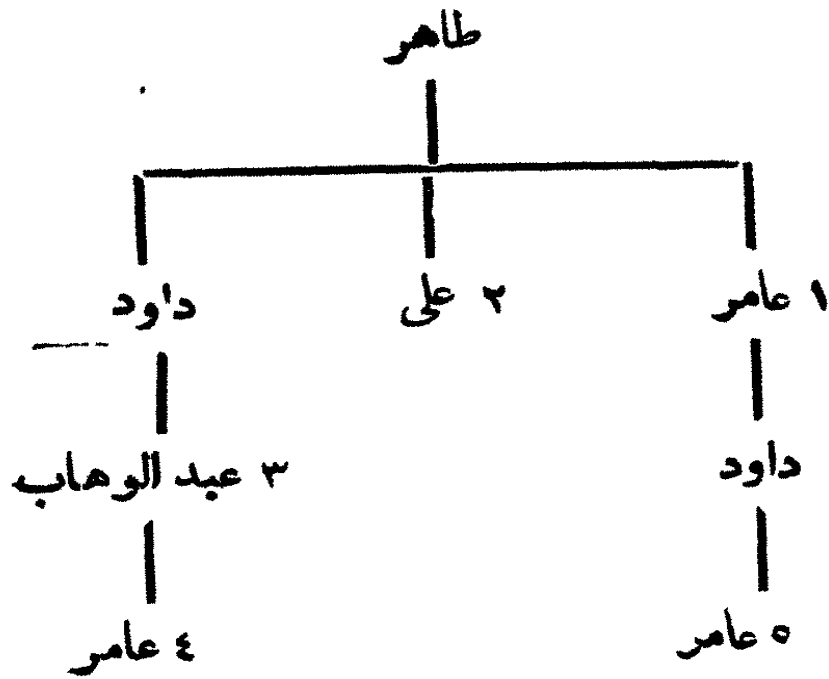 طاهر
١ عامر ٢ على داود
داود ٣ عبد الوهاب
٥ عامر ٤ عامر